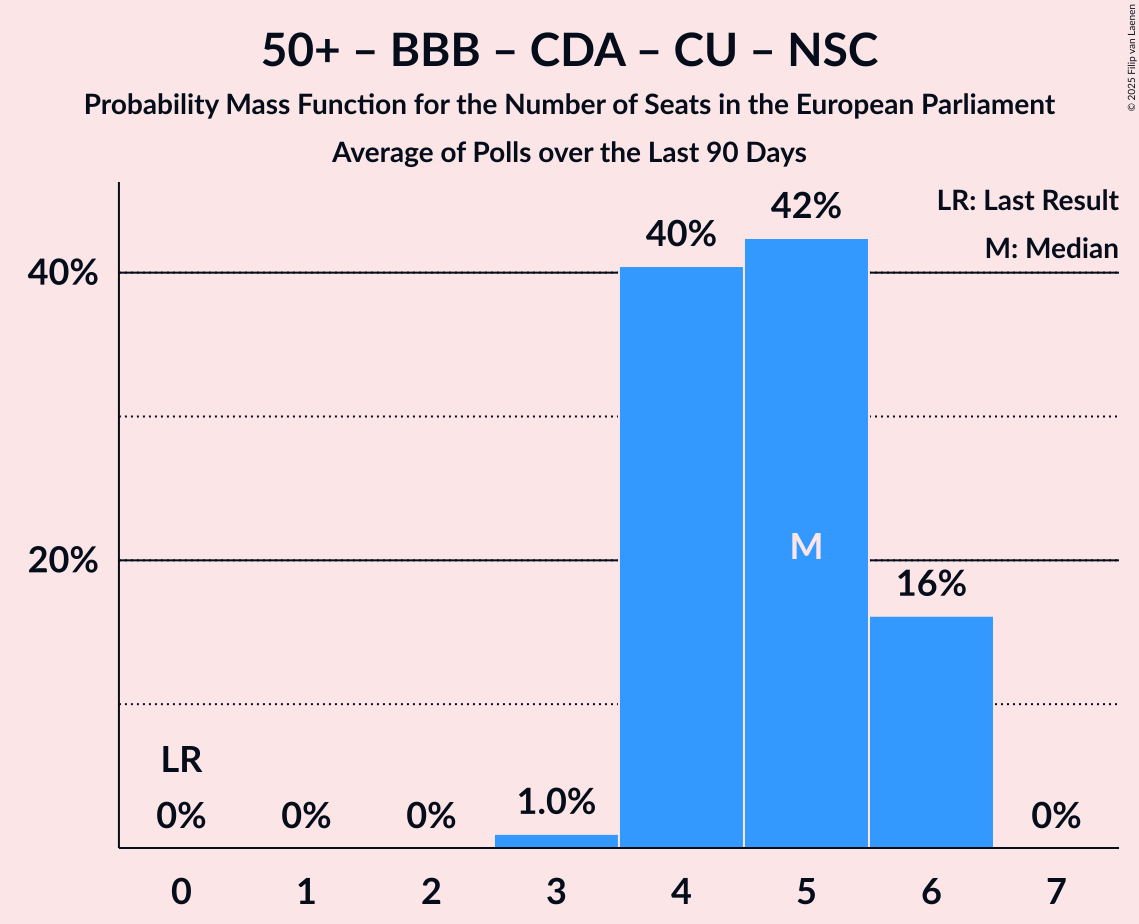 50+ – BBB – CDA – CU – NSC
Probability Mass Function for the Number of Seats in the European Parliament
Average of Polls over the Last 90 Days
© 2025 Filip van Laenen
LR: Last Result
M: Median
42%
40%
40%
M
20%
16%
LR
0%
0%
0%
1.0%
0%
0 1 2 3 4 5 6 7